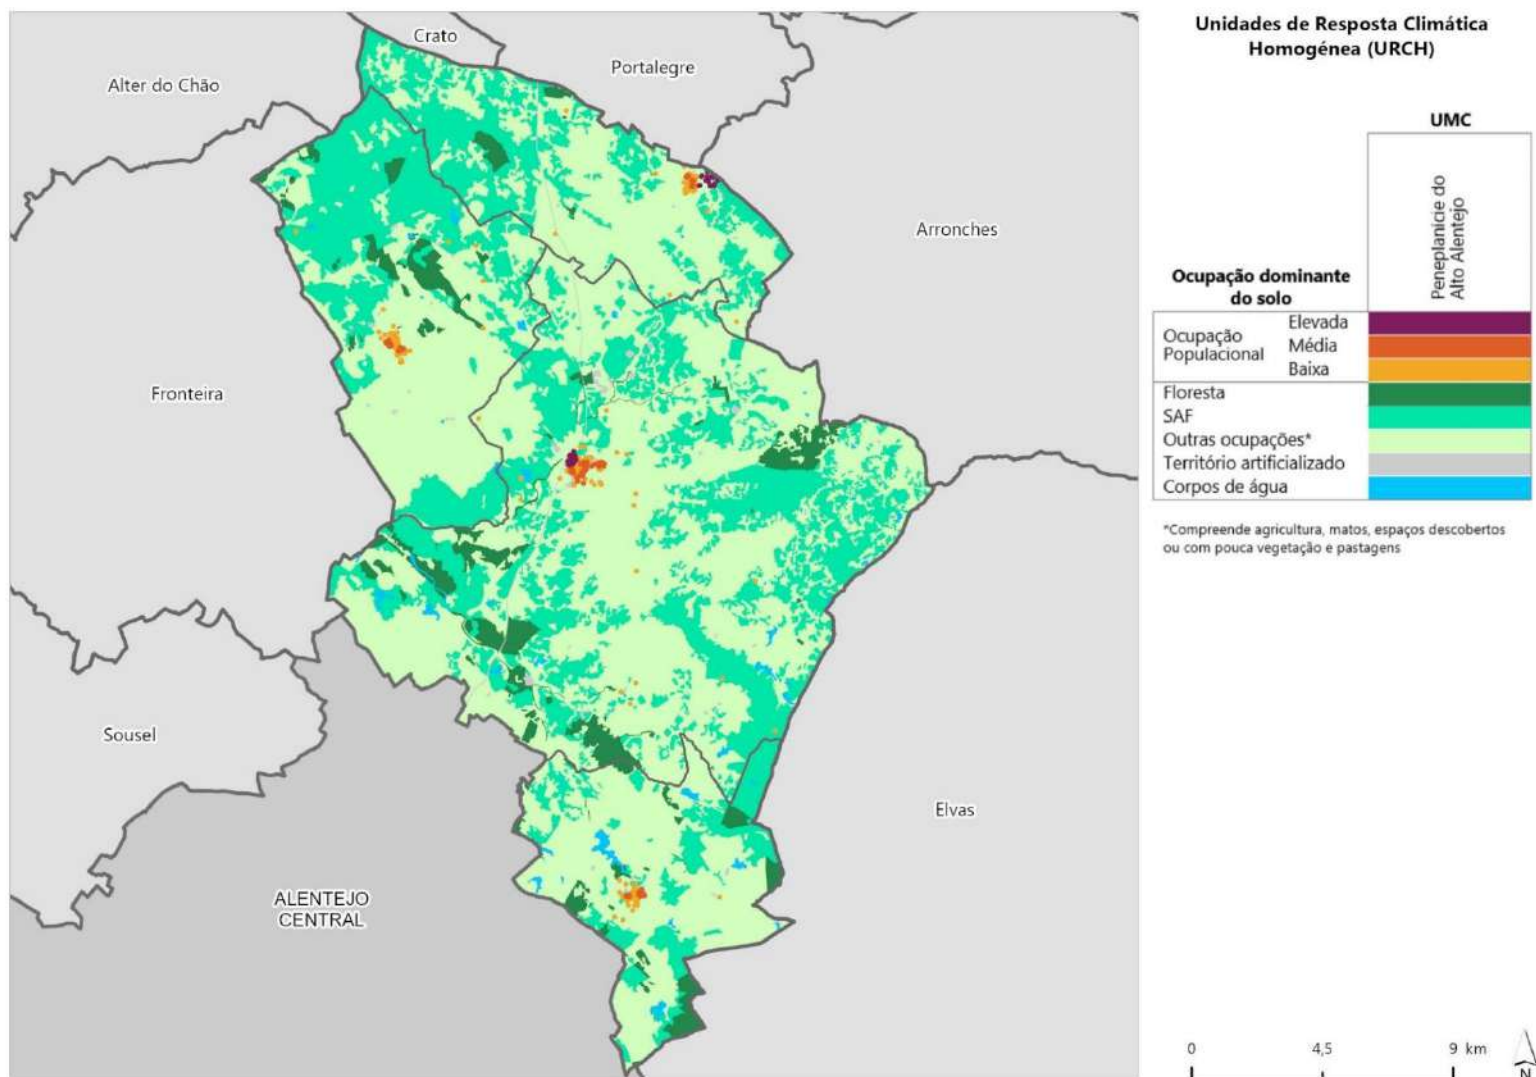 Crato
Portalegre
Alter do Chão
Arronches
Fronteira
Sousel
Elvas
ALENTEJO
CENTRAL
Unidades de Resposta Climática
Homogénea (URCH)
UMC
Peneplanície do
Alto Alentejo
Ocupação dominante
do solo
Ocupação
Populacional
Elevada
Média
Baixa
Floresta
SAF
Outras ocupações*
Território artificializado
Corpos de água
*Compreende agricultura, matos, espaços descobertos
ou com pouca vegetação e pastagens
0 4,5 9 km
N